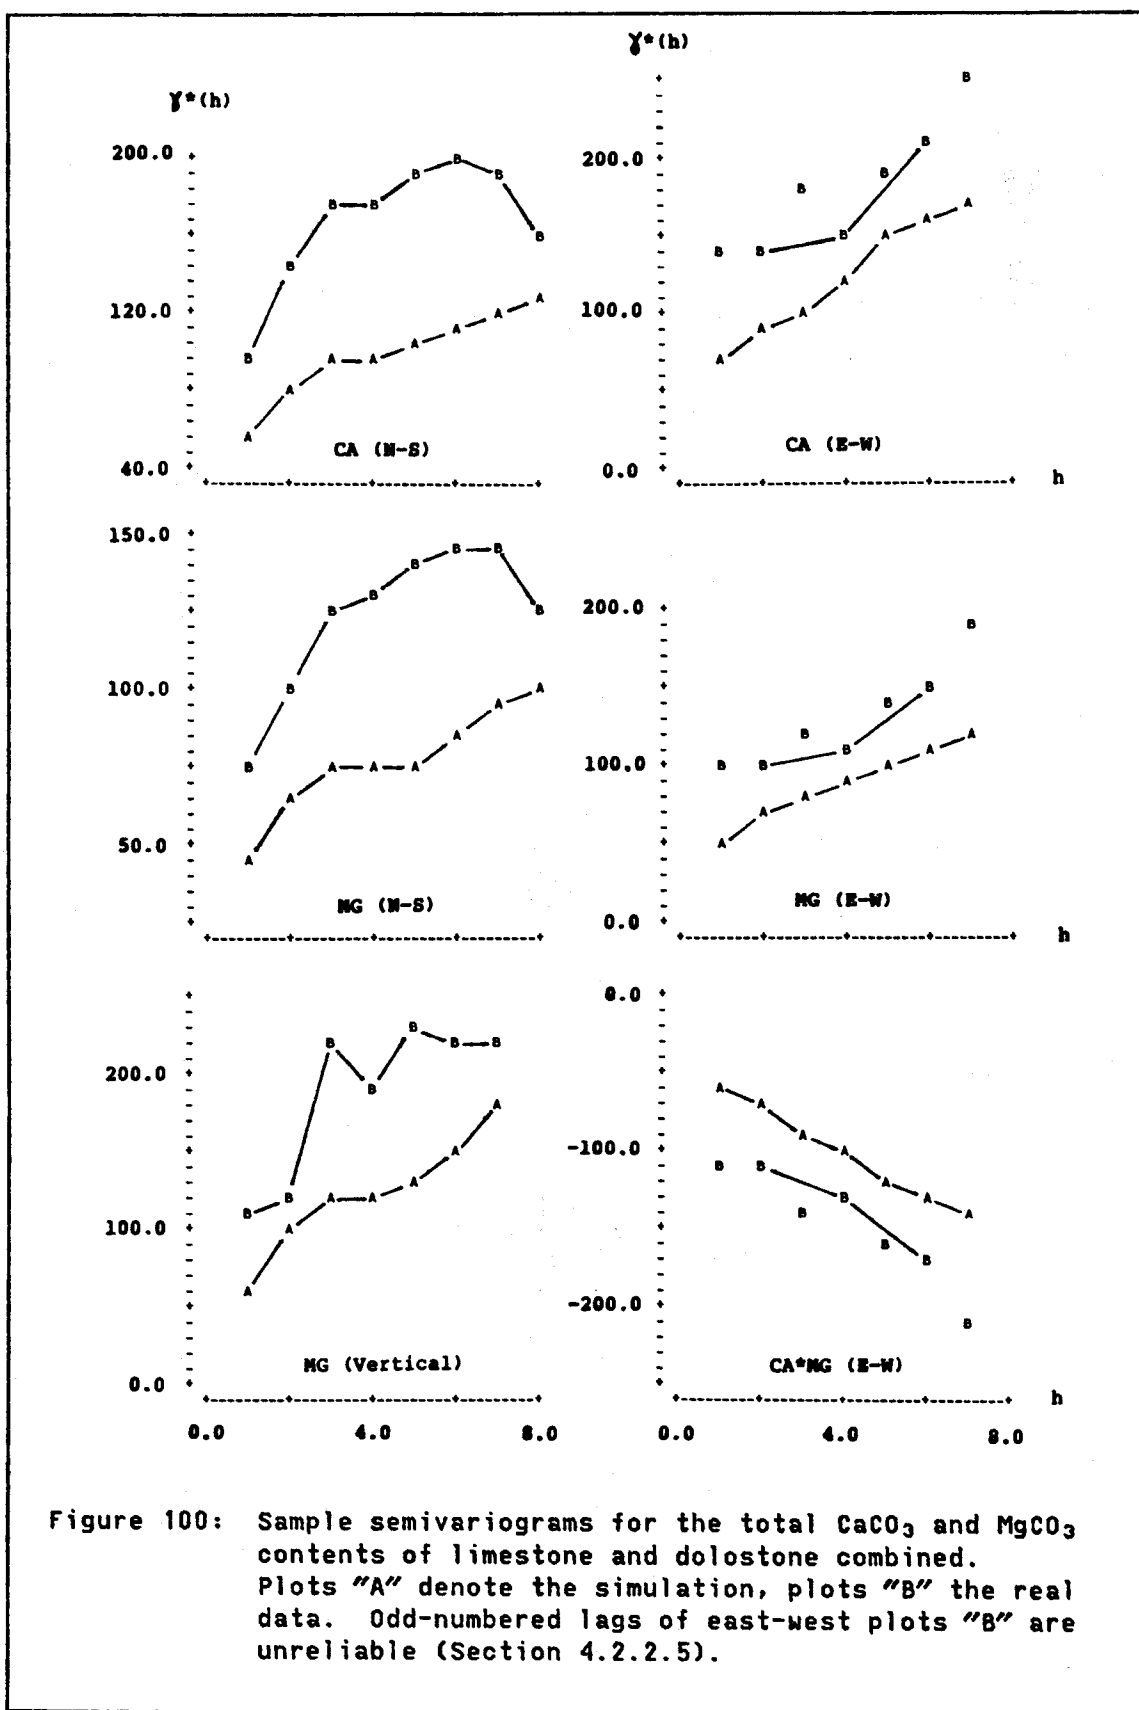 ɣ*(h)
ɣ*(h)
200.0
120.0
40.0
CA (N-S)
200.0
100.0
0.0
CA (E-W)
h
150.0
100.0
50.0
MG (N-S)
200.0
100.0
0.0
MG (E-W)
h
200.0
100.0
0.0
MG (Vertical)
0.0
-100.0
-200.0
CA*MG (E-W)
h
0.0 4.0 8.0 0.0 4.0 8.0
Figure 100: Sample semivariograms for the total CaCO₃ and MgCO₃
contents of limestone and dolostone combined.
Plots "A" denote the simulation, plots "B" the real
data. Odd-numbered lags of east-west plots "B" are
unreliable (Section 4.2.2.5).